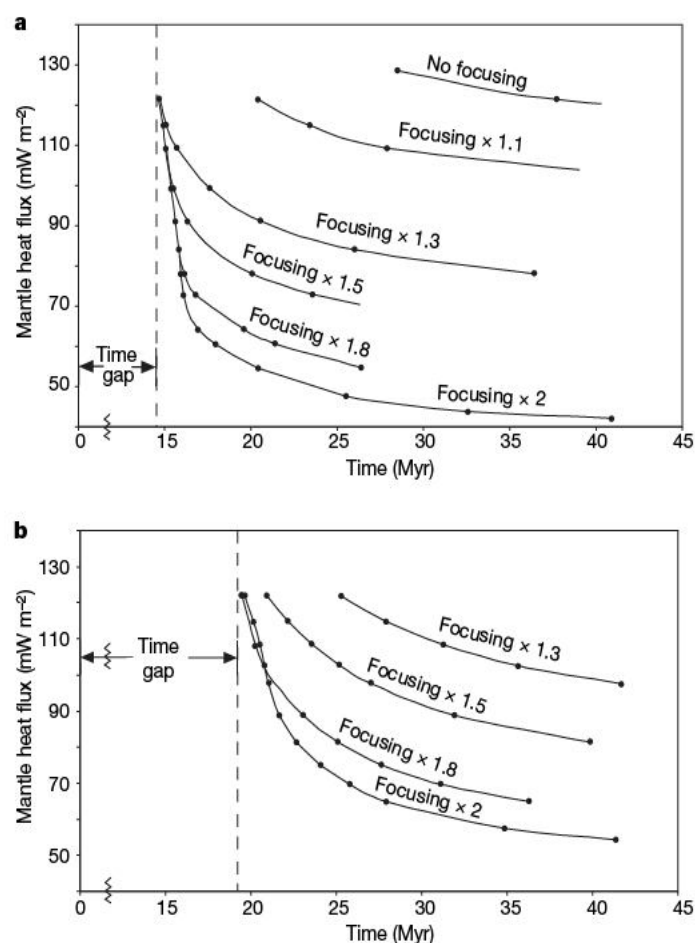 a
130
110
90
70
50
Mantle heat flux (mW m⁻²)
No focusing
Focusing × 1.1
Focusing × 1.3
Focusing × 1.5
Focusing × 1.8
Focusing × 2
Time
gap
0 15 20 25 30 35 40 45
Time (Myr)
b
130
110
90
70
50
Mantle heat flux (mW m⁻²)
Time
gap
Focusing × 1.3
Focusing × 1.5
Focusing × 1.8
Focusing × 2
0 20 25 30 35 40 45
Time (Myr)